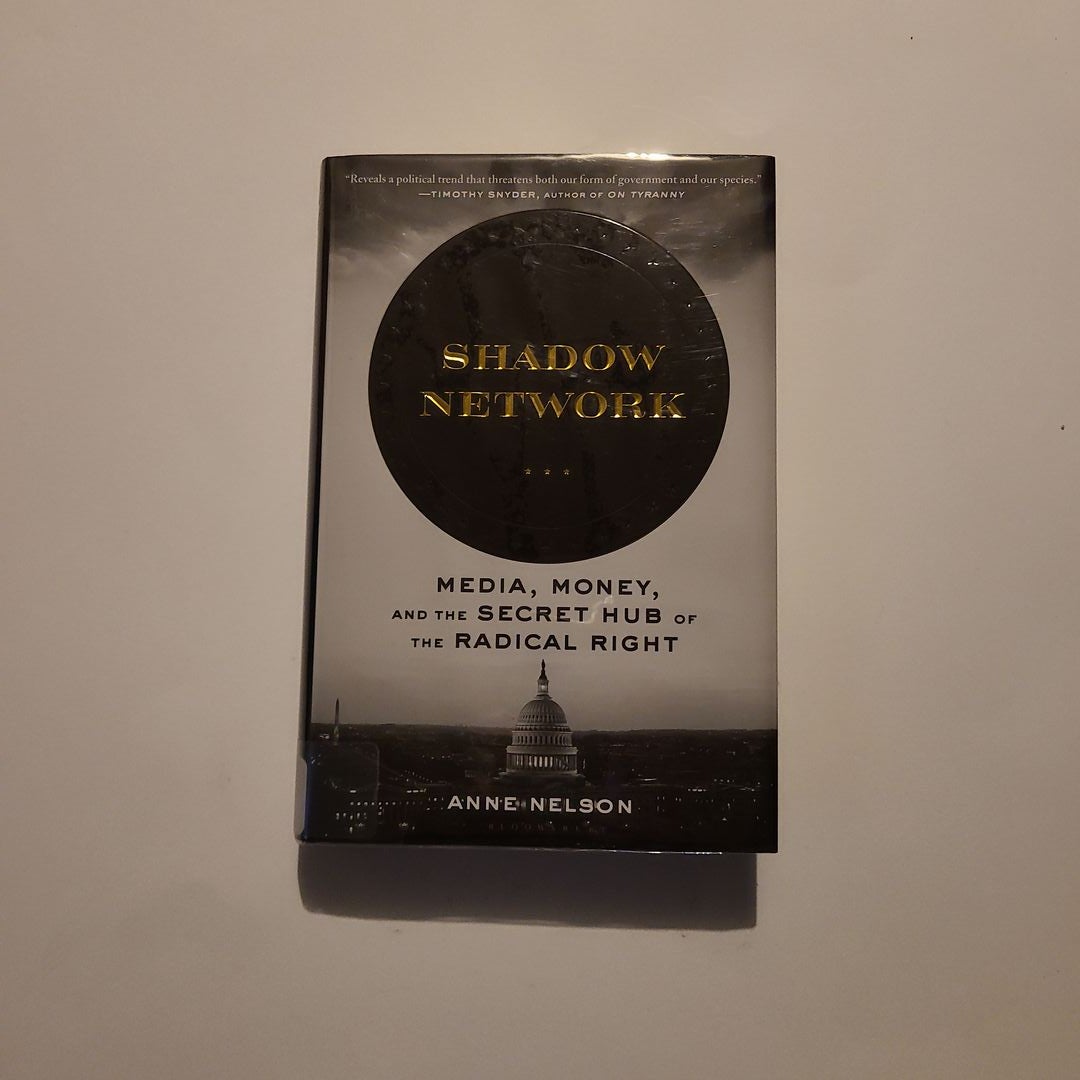 “Reveals a political trend that threatens both our form of government and our species.”
—TIMOTHY SNYDER, AUTHOR OF ON TYRANNY
SHADOW
NETWORK
MEDIA, MONEY,
AND THE SECRET HUB OF
THE RADICAL RIGHT
ANNE NELSON
BLOOMSBURY